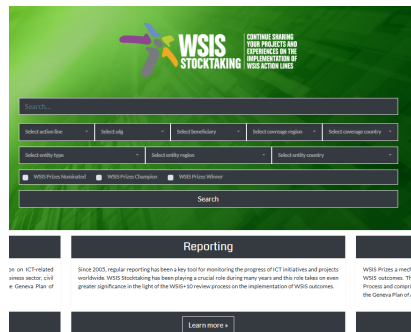 WSIS
STOCKTAKING
CONTINUE SHARING
YOUR PROJECTS AND
EXPERIENCES ON THE
IMPLEMENTATION OF
WSIS ACTION LINES
Search...
Select action line
Select sdg
Select beneficiary
Select coverage region
Select coverage country
Select entity type
Select entity region
Select entity country
WSIS Prizes Nominated
WSIS Prizes Champion
WSIS Prizes Winner
Search
on on ICT-related
siness sector, civil
e Geneva Plan of
Reporting
Since 2005, regular reporting has been a key tool for monitoring the progress of ICT initiatives and projects
worldwide. WSIS Stocktaking has been playing a crucial role during many years and this role takes on even
greater significance in the light of the WSIS+10 review process on the implementation of WSIS outcomes.
Learn more »
WSIS Prizes a mech
WSIS outcomes. Th
Process and compri
the Geneva Plan of